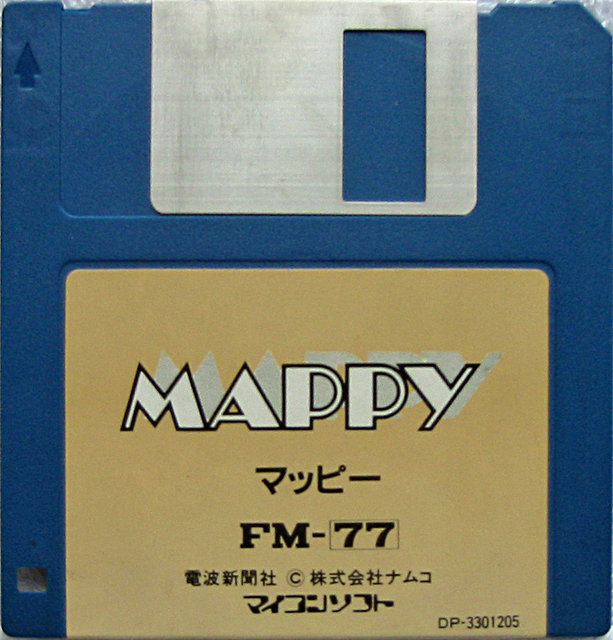 MAPPY
マッピー
FM-77
電波新聞社 © 株式会社ナムコ
マイコンソフト
DP-3301205